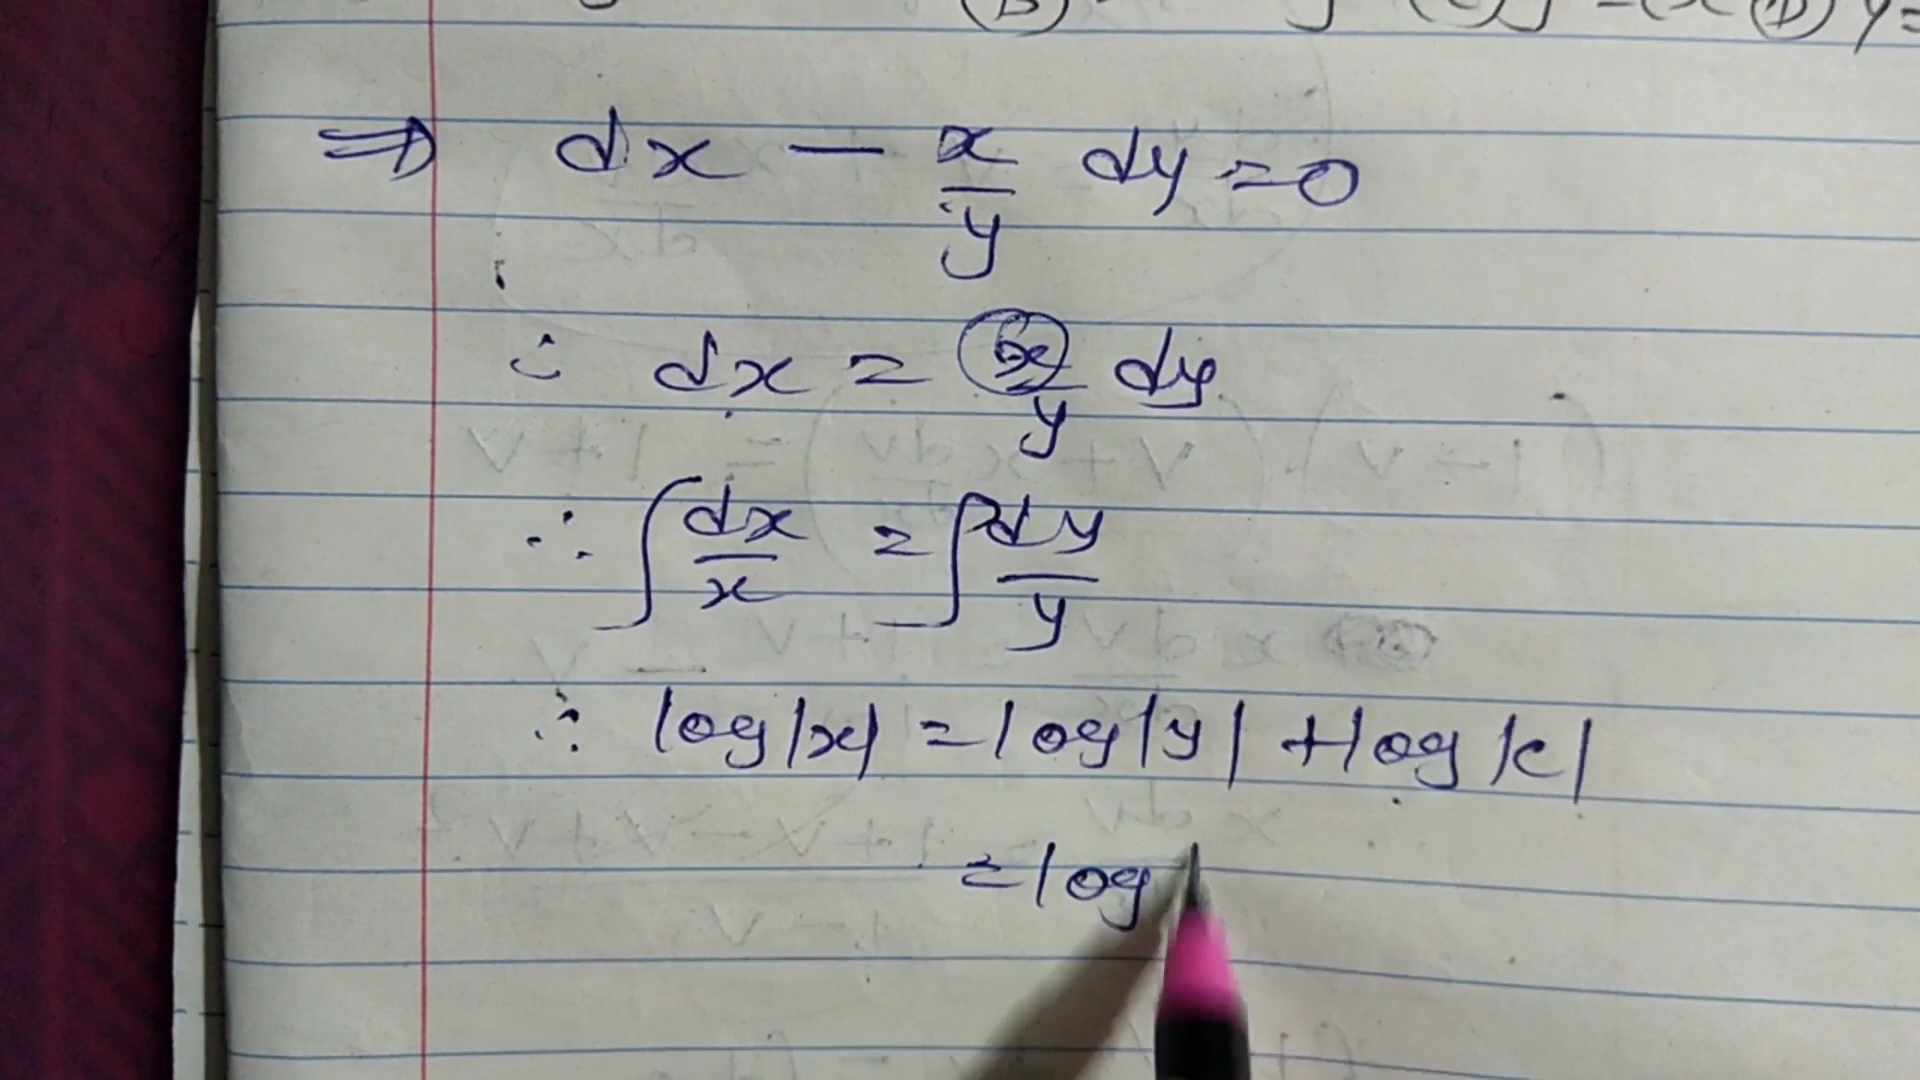 (B) (C) y = (x (D) y =
⇒ dx − x/y dy = 0
∴ dx = x/y dy
∴ ∫ dx/x = ∫ dy/y
∴ log|x| = log|y| + log|c|
= log